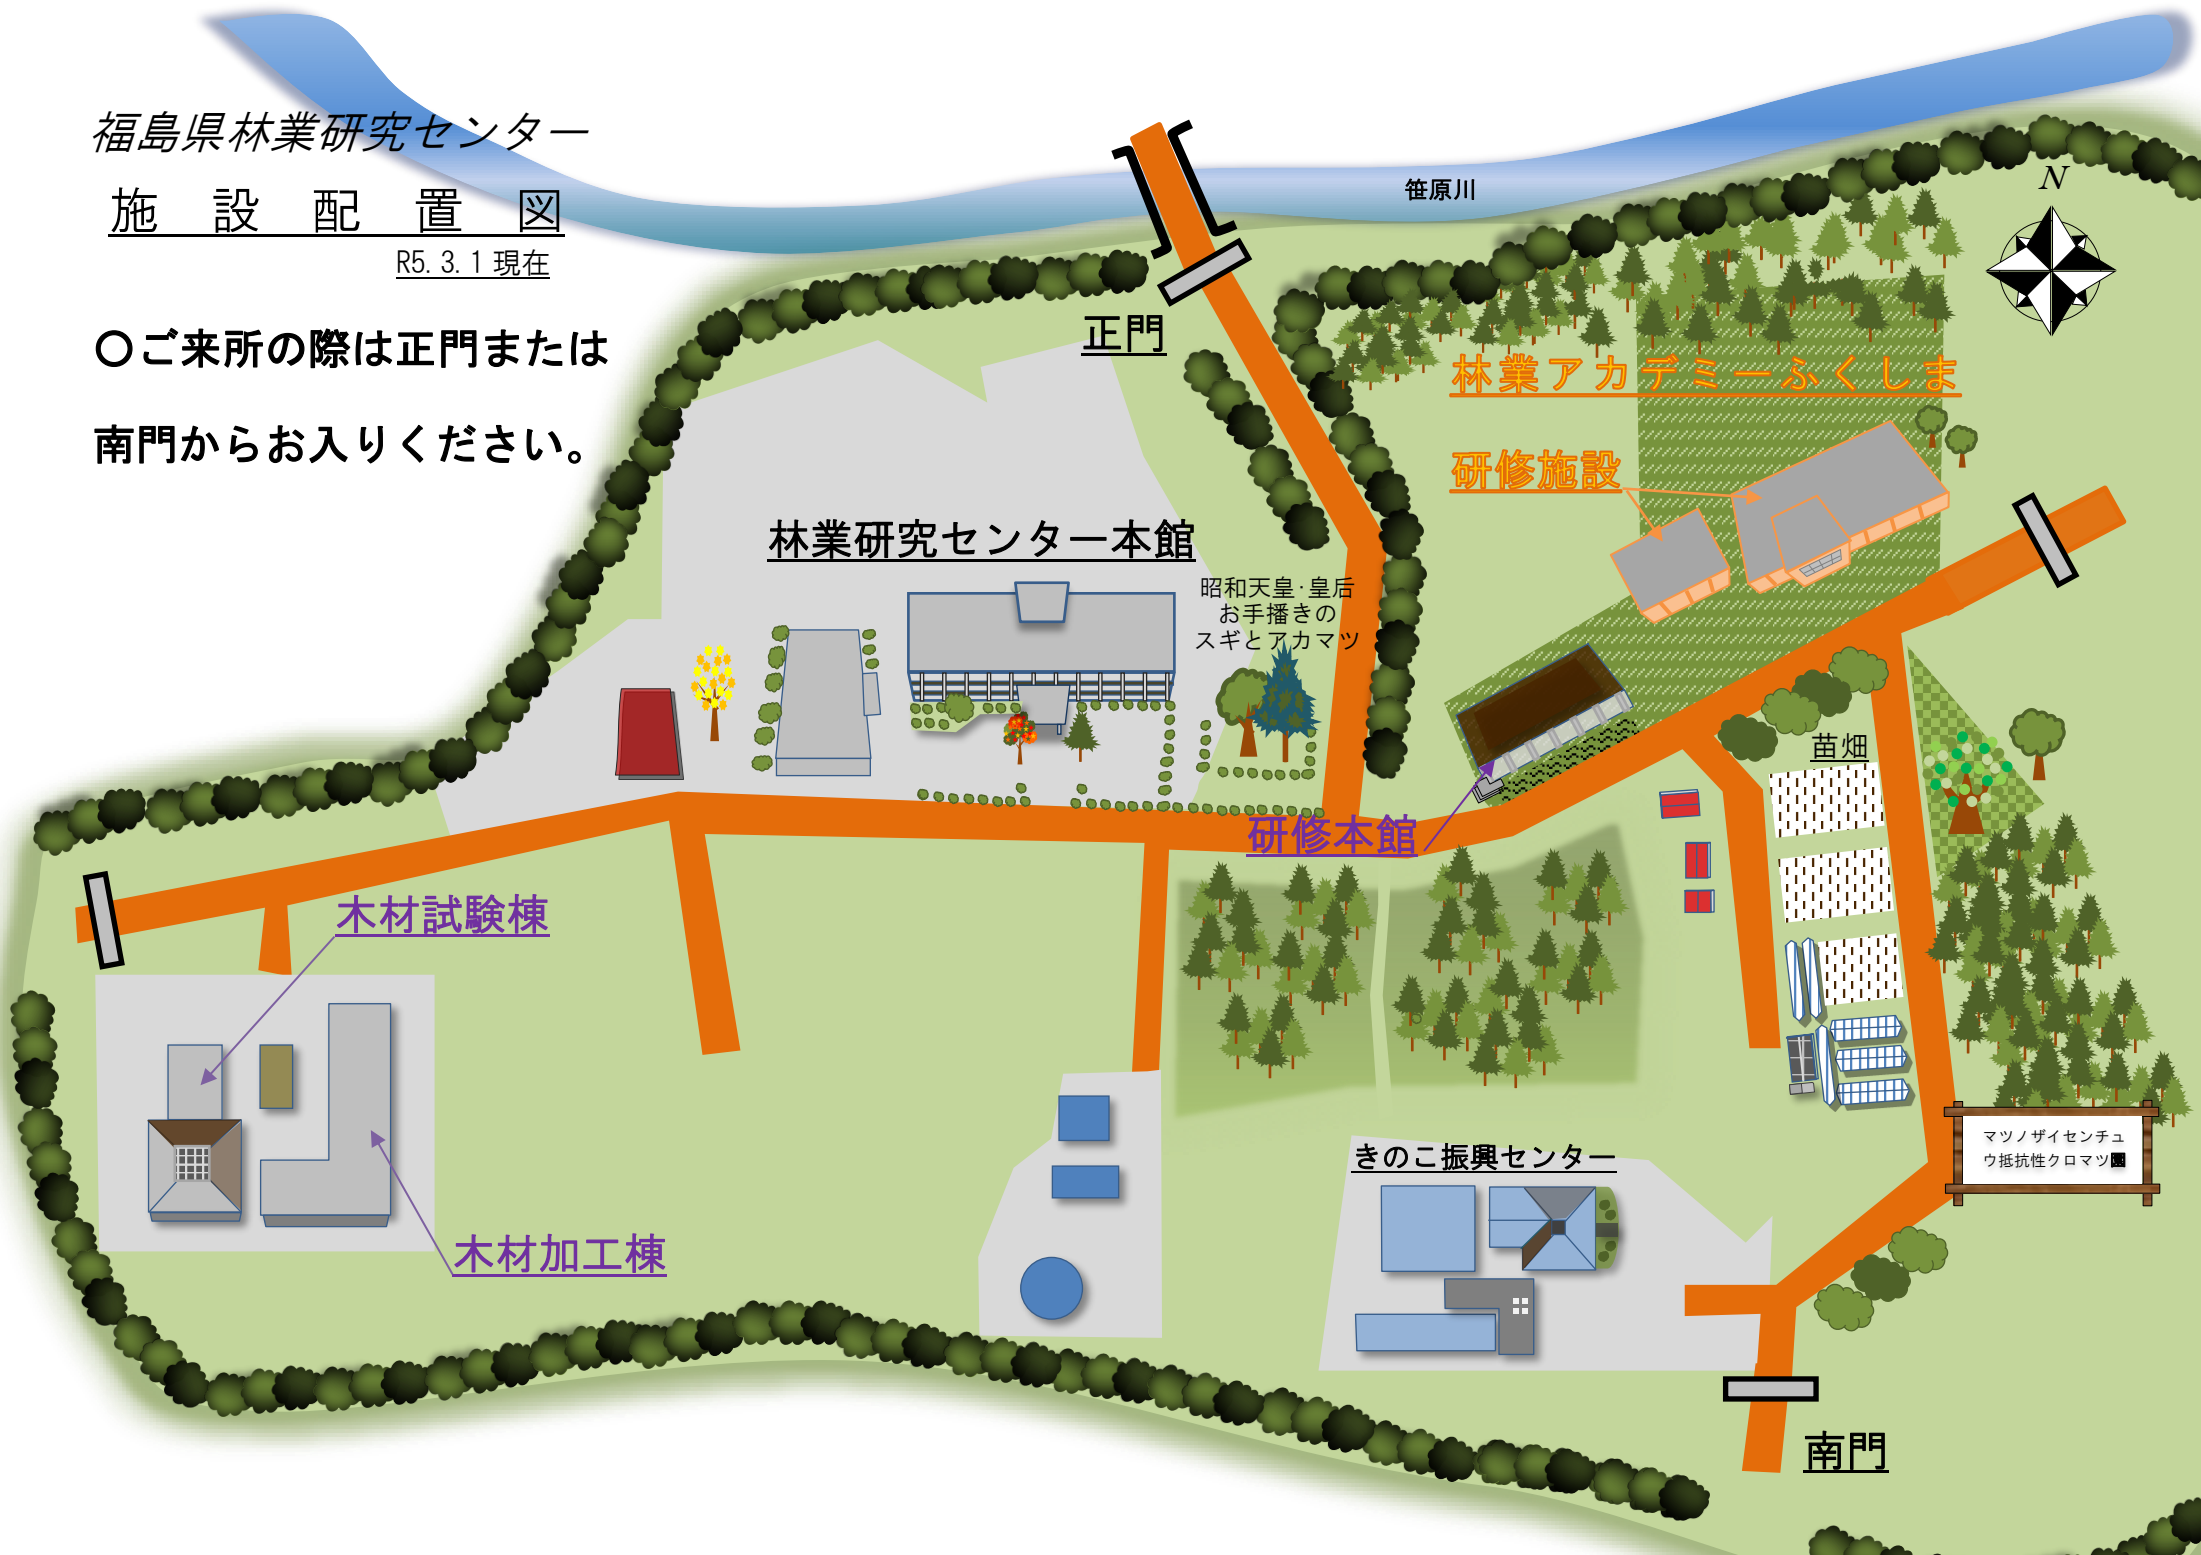 福島県林業研究センター
施設配置図
R5.3.1現在
〇ご来所の際は正門または
南門からお入りください。
笹原川
N
正門
林業アカデミーふくしま
研修施設
林業研究センター本館
昭和天皇・皇后
お手播きの
スギとアカマツ
苗畑
研修本館
木材試験棟
木材加工棟
きのこ振興センター
マツノザイセンチュ
ウ抵抗性クロマツ園
南門